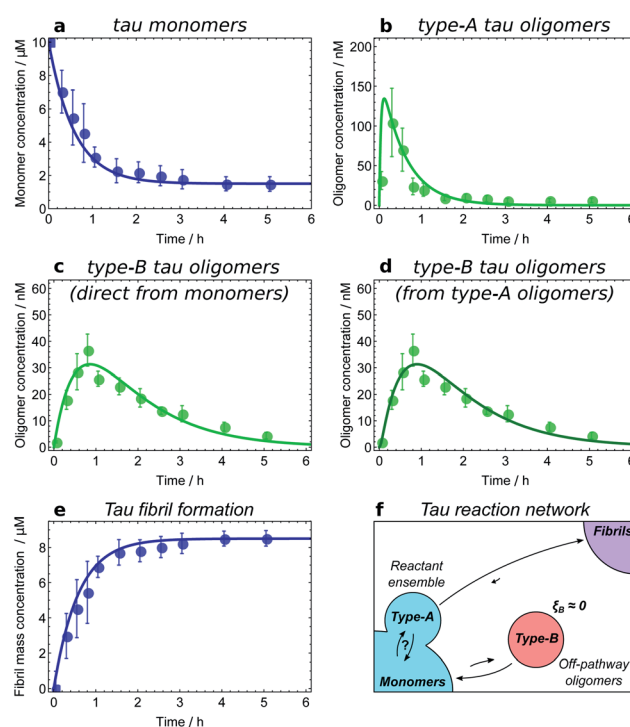 a
tau monomers
Monomer concentration / μM
10
8
6
4
2
0
0 1 2 3 4 5 6
Time / h
b
type-A tau oligomers
Oligomer concentration / nM
200
150
100
50
0
0 1 2 3 4 5 6
Time / h
c
type-B tau oligomers
(direct from monomers)
Oligomer concentration / nM
60
50
40
30
20
10
0
0 1 2 3 4 5 6
Time / h
d
type-B tau oligomers
(from type-A oligomers)
Oligomer concentration / nM
60
50
40
30
20
10
0
0 1 2 3 4 5 6
Time / h
e
Tau fibril formation
Fibril mass concentration / μM
8
6
4
2
0
0 1 2 3 4 5 6
Time / h
f
Tau reaction network
Fibrils
Reactant
ensemble
Type-A
?
Monomers
ξB ≈ 0
Type-B
Off-pathway
oligomers